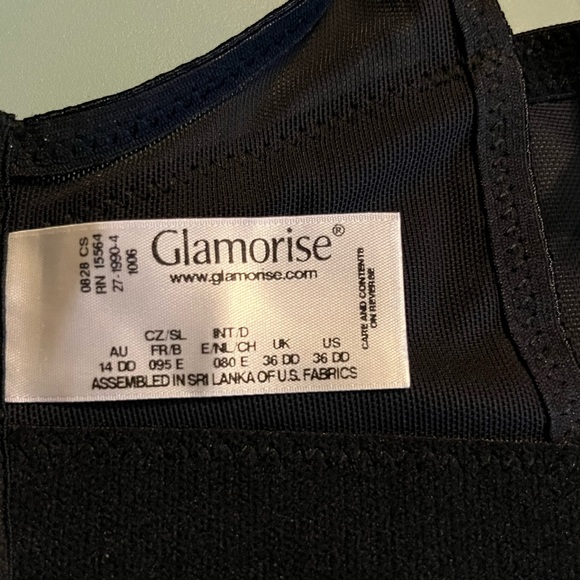 0828 CS
RN 15564
27-1990-4
1006
Glamorise®
www.glamorise.com
CARE AND CONTENTS
ON REVERSE
CZ/SL INT/D
AU FR/B E/NL/CH UK US
14 DD 095 E 080 E 36 DD 36 DD
ASSEMBLED IN SRI LANKA OF U.S. FABRICS